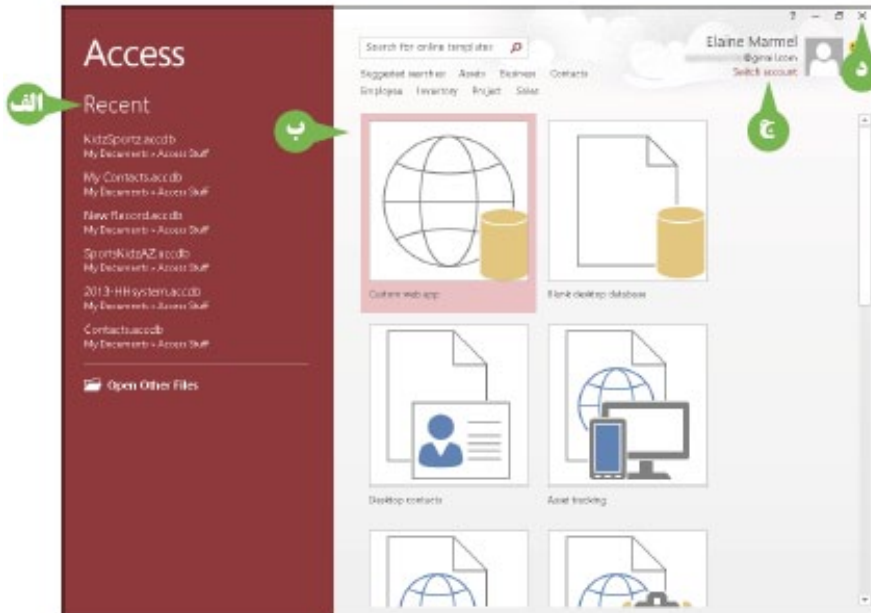 Access
Recent
KidzSportz.accdb
My Documents » Access Stuff
My Contacts.accdb
My Documents » Access Stuff
New Record.accdb
My Documents » Access Stuff
SportsKidzAZ.accdb
My Documents » Access Stuff
2013-HHsystem.accdb
My Documents » Access Stuff
Contacts.accdb
My Documents » Access Stuff
Open Other Files
الف
Search for online templates
Suggested searches: Assets Business Contacts
Employee Inventory Project Sales
?
Elaine Marmel
@gmail.com
Switch account
ب
ج
د
Custom web app
Blank desktop database
Desktop contacts
Asset tracking